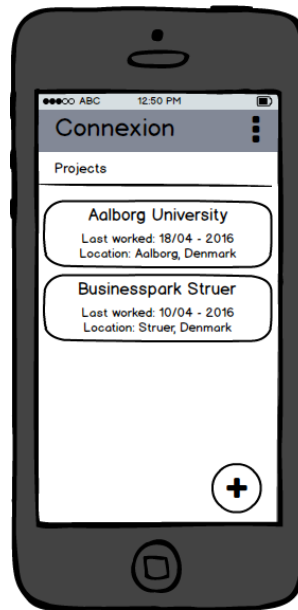 ABC 12:50 PM
Connexion
Projects
Aalborg University
Last worked: 18/04 - 2016
Location: Aalborg, Denmark
Businesspark Struer
Last worked: 10/04 - 2016
Location: Struer, Denmark
+